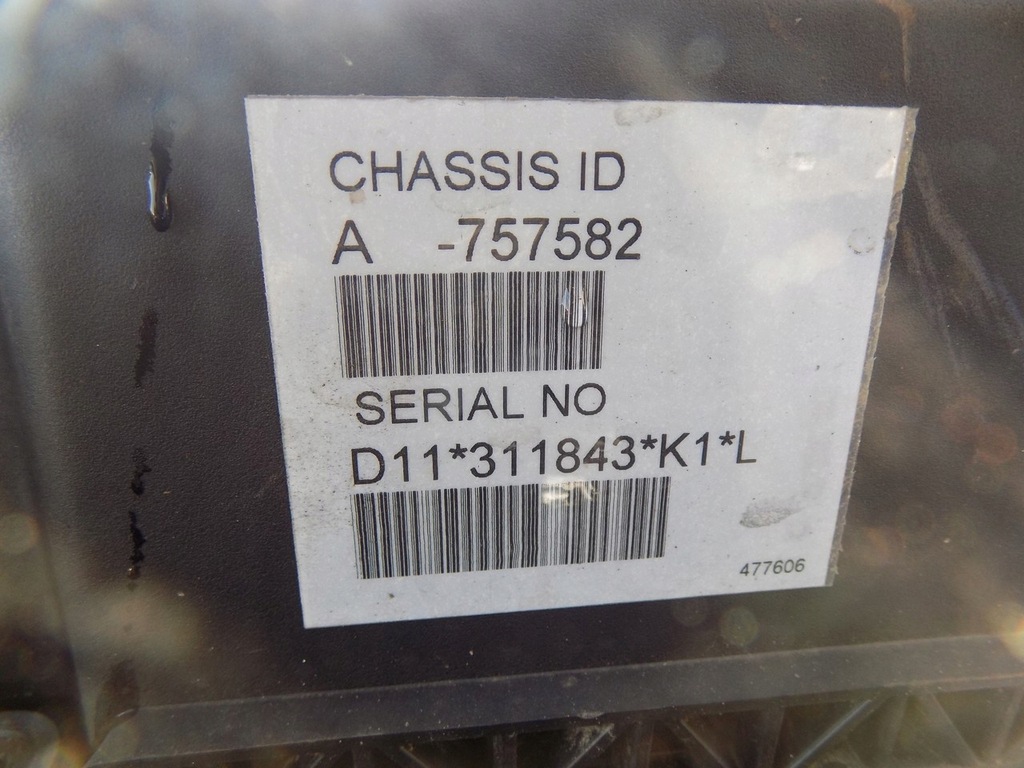 CHASSIS ID
A -757582
SERIAL NO
D11*311843*K1*L
477606